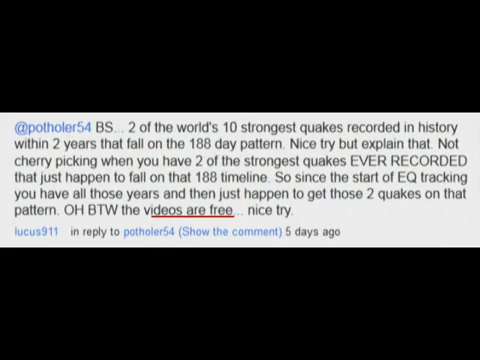 @potholer54 BS... 2 of the world's 10 strongest quakes recorded in history
within 2 years that fall on the 188 day pattern. Nice try but explain that. Not
cherry picking when you have 2 of the strongest quakes EVER RECORDED
that just happen to fall on that 188 timeline. So since the start of EQ tracking
you have all those years and then just happen to get those 2 quakes on that
pattern. OH BTW the videos are free... nice try.
lucus911 in reply to potholer54 (Show the comment) 5 days ago